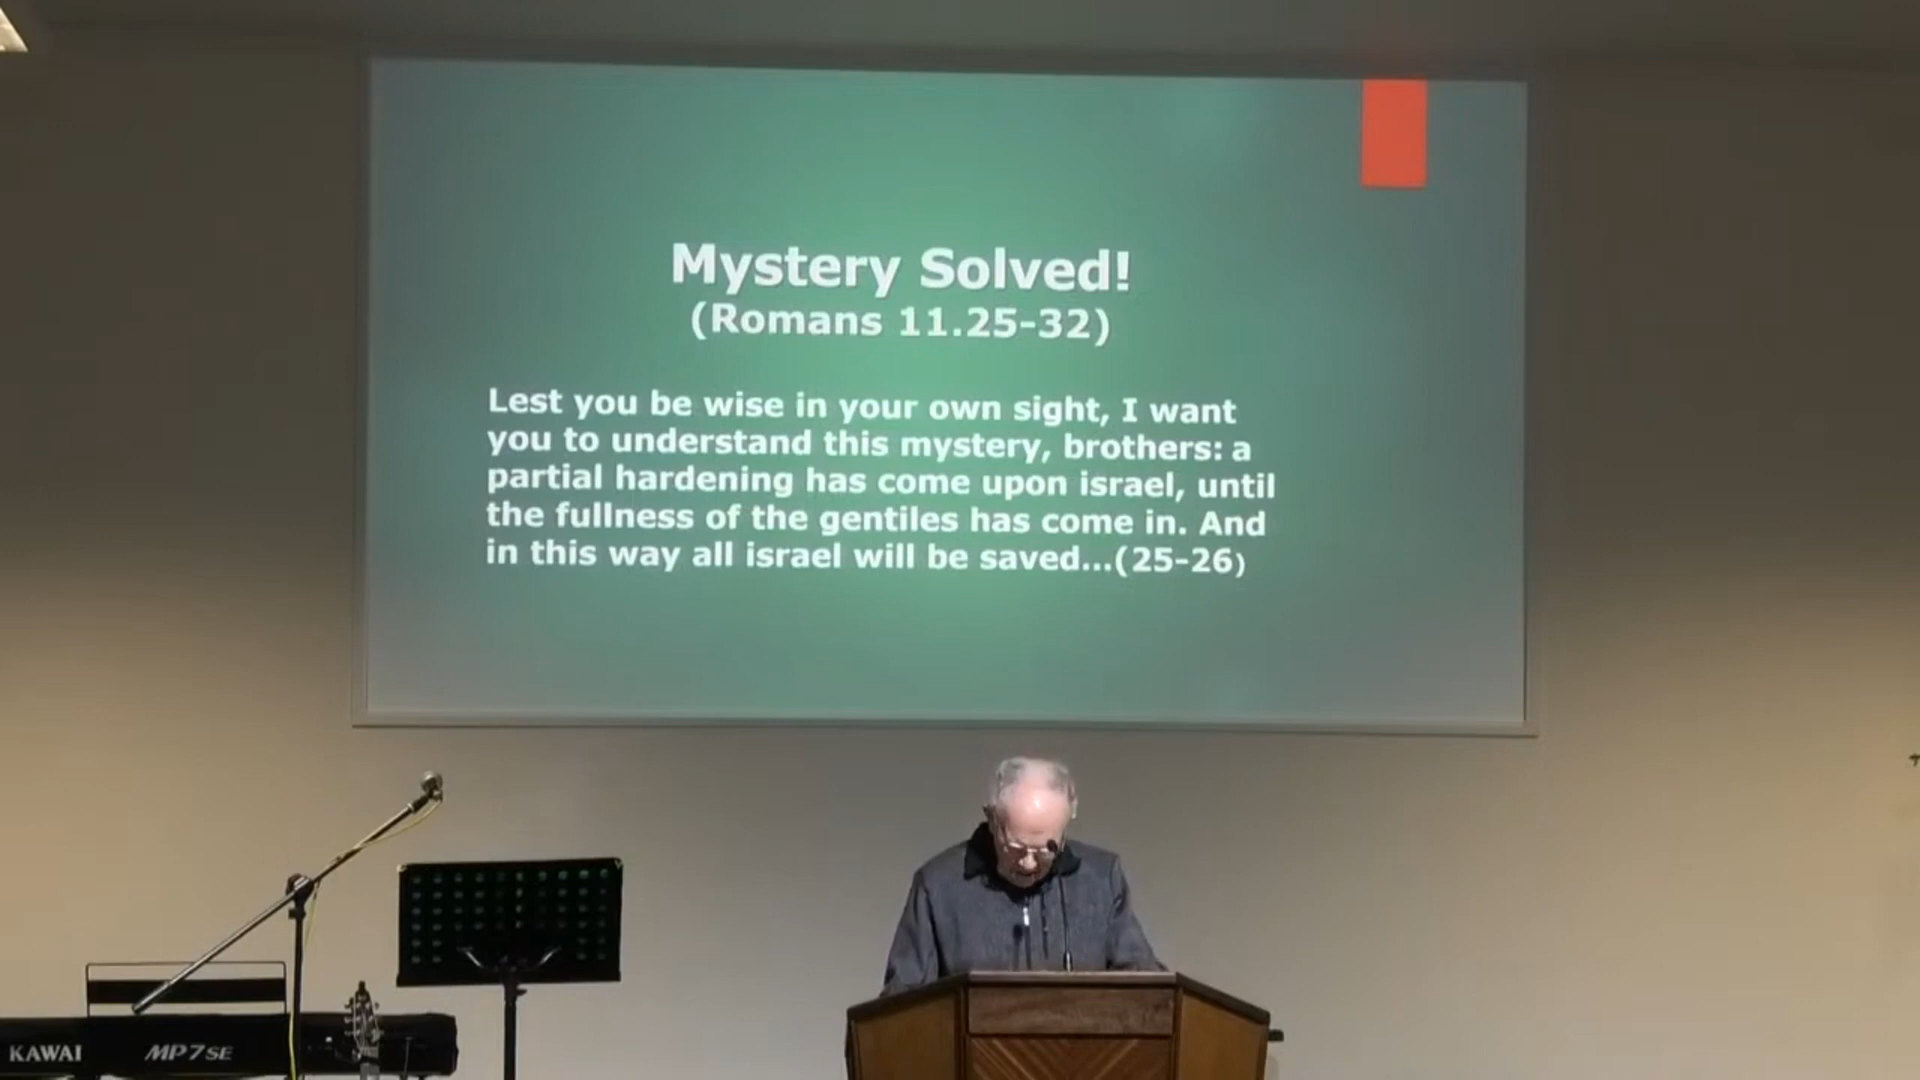 Mystery Solved!
(Romans 11.25-32)
Lest you be wise in your own sight, I want
you to understand this mystery, brothers: a
partial hardening has come upon israel, until
the fullness of the gentiles has come in. And
in this way all israel will be saved...(25-26)
KAWAI MP7SE